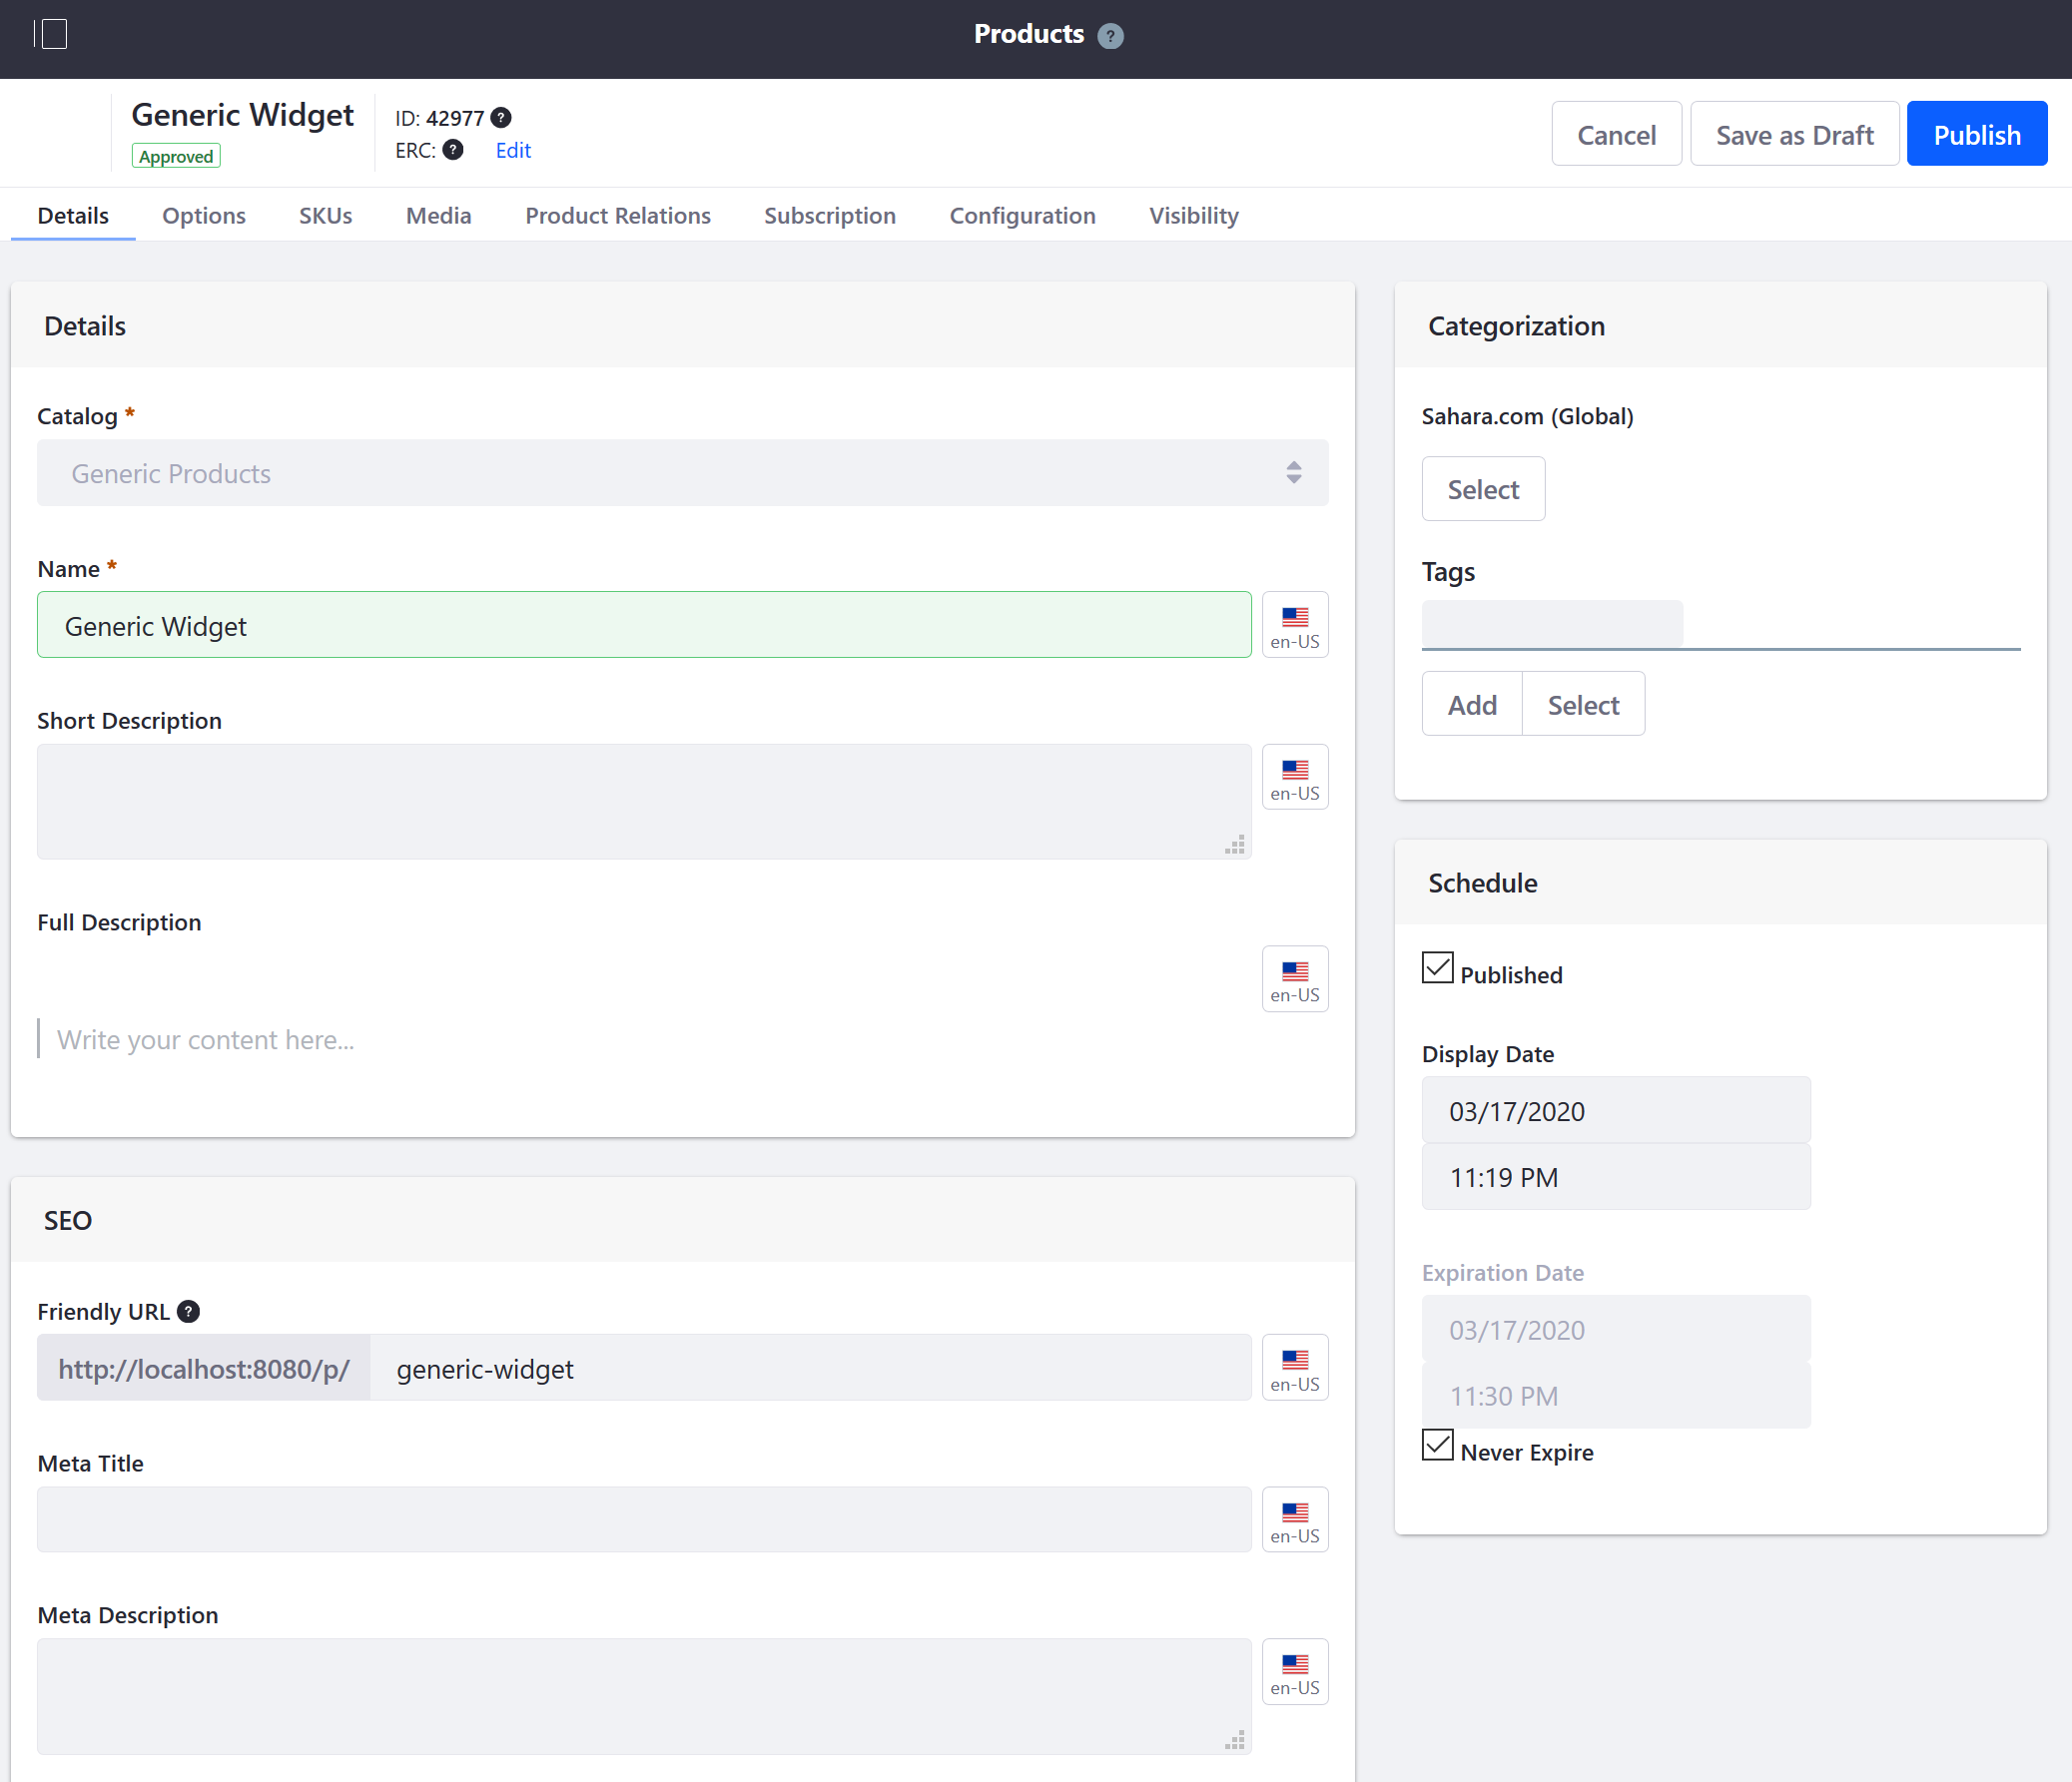 Products ?
Generic Widget
Approved
ID: 42977 ?
ERC: ? Edit
Cancel Save as Draft Publish
Details Options SKUs Media Product Relations Subscription Configuration Visibility
Details
Catalog *
Generic Products
Name *
Generic Widget
en-US
Short Description
en-US
Full Description
en-US
Write your content here...
SEO
Friendly URL ?
http://localhost:8080/p/ generic-widget
en-US
Meta Title
en-US
Meta Description
en-US
Categorization
Sahara.com (Global)
Select
Tags
Add Select
Schedule
Published
Display Date
03/17/2020
11:19 PM
Expiration Date
03/17/2020
11:30 PM
Never Expire